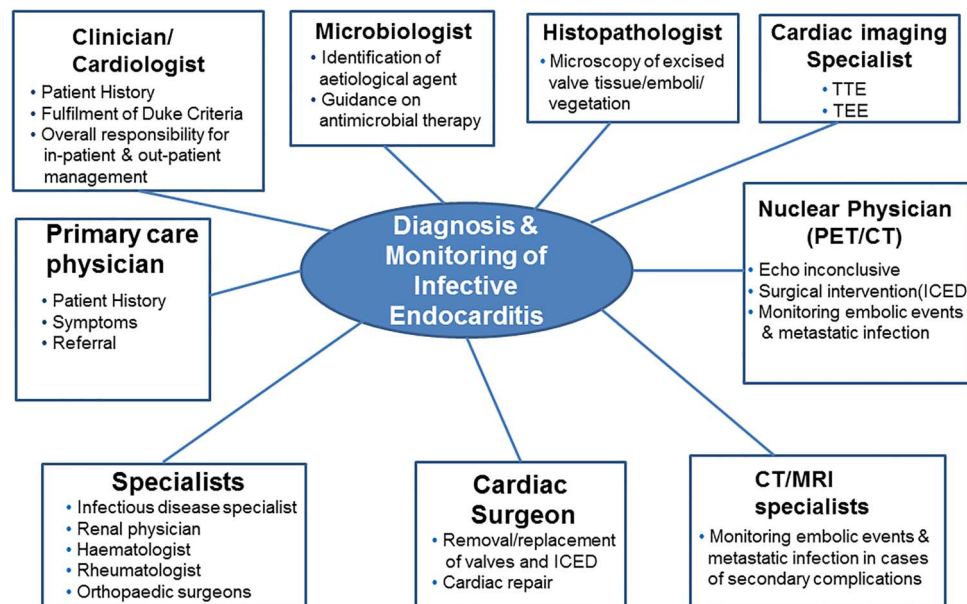 Clinician/
Cardiologist
• Patient History
• Fulfilment of Duke Criteria
• Overall responsibility for
in-patient & out-patient
management
Microbiologist
• Identification of
aetiological agent
• Guidance on
antimicrobial therapy
Histopathologist
• Microscopy of excised
valve tissue/emboli/
vegetation
Cardiac imaging
Specialist
• TTE
• TEE
Primary care
physician
• Patient History
• Symptoms
• Referral
Diagnosis &
Monitoring of
Infective
Endocarditis
Nuclear Physician
(PET/CT)
• Echo inconclusive
• Surgical intervention(ICED
• Monitoring embolic events
& metastatic infection
Specialists
• Infectious disease specialist
• Renal physician
• Haematologist
• Rheumatologist
• Orthopaedic surgeons
Cardiac
Surgeon
• Removal/replacement
of valves and ICED
• Cardiac repair
CT/MRI
specialists
• Monitoring embolic events &
metastatic infection in cases
of secondary complications